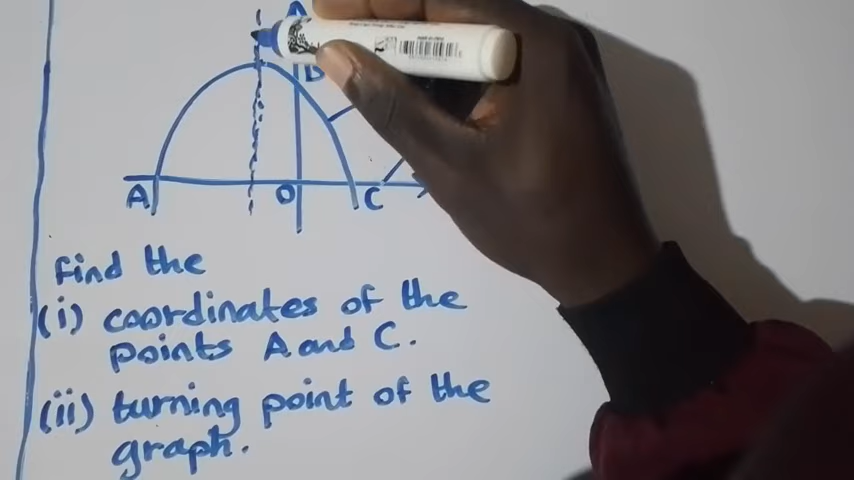 B
A O C
Find the
(i) coordinates of the
points A and C.
(ii) turning point of the
graph.